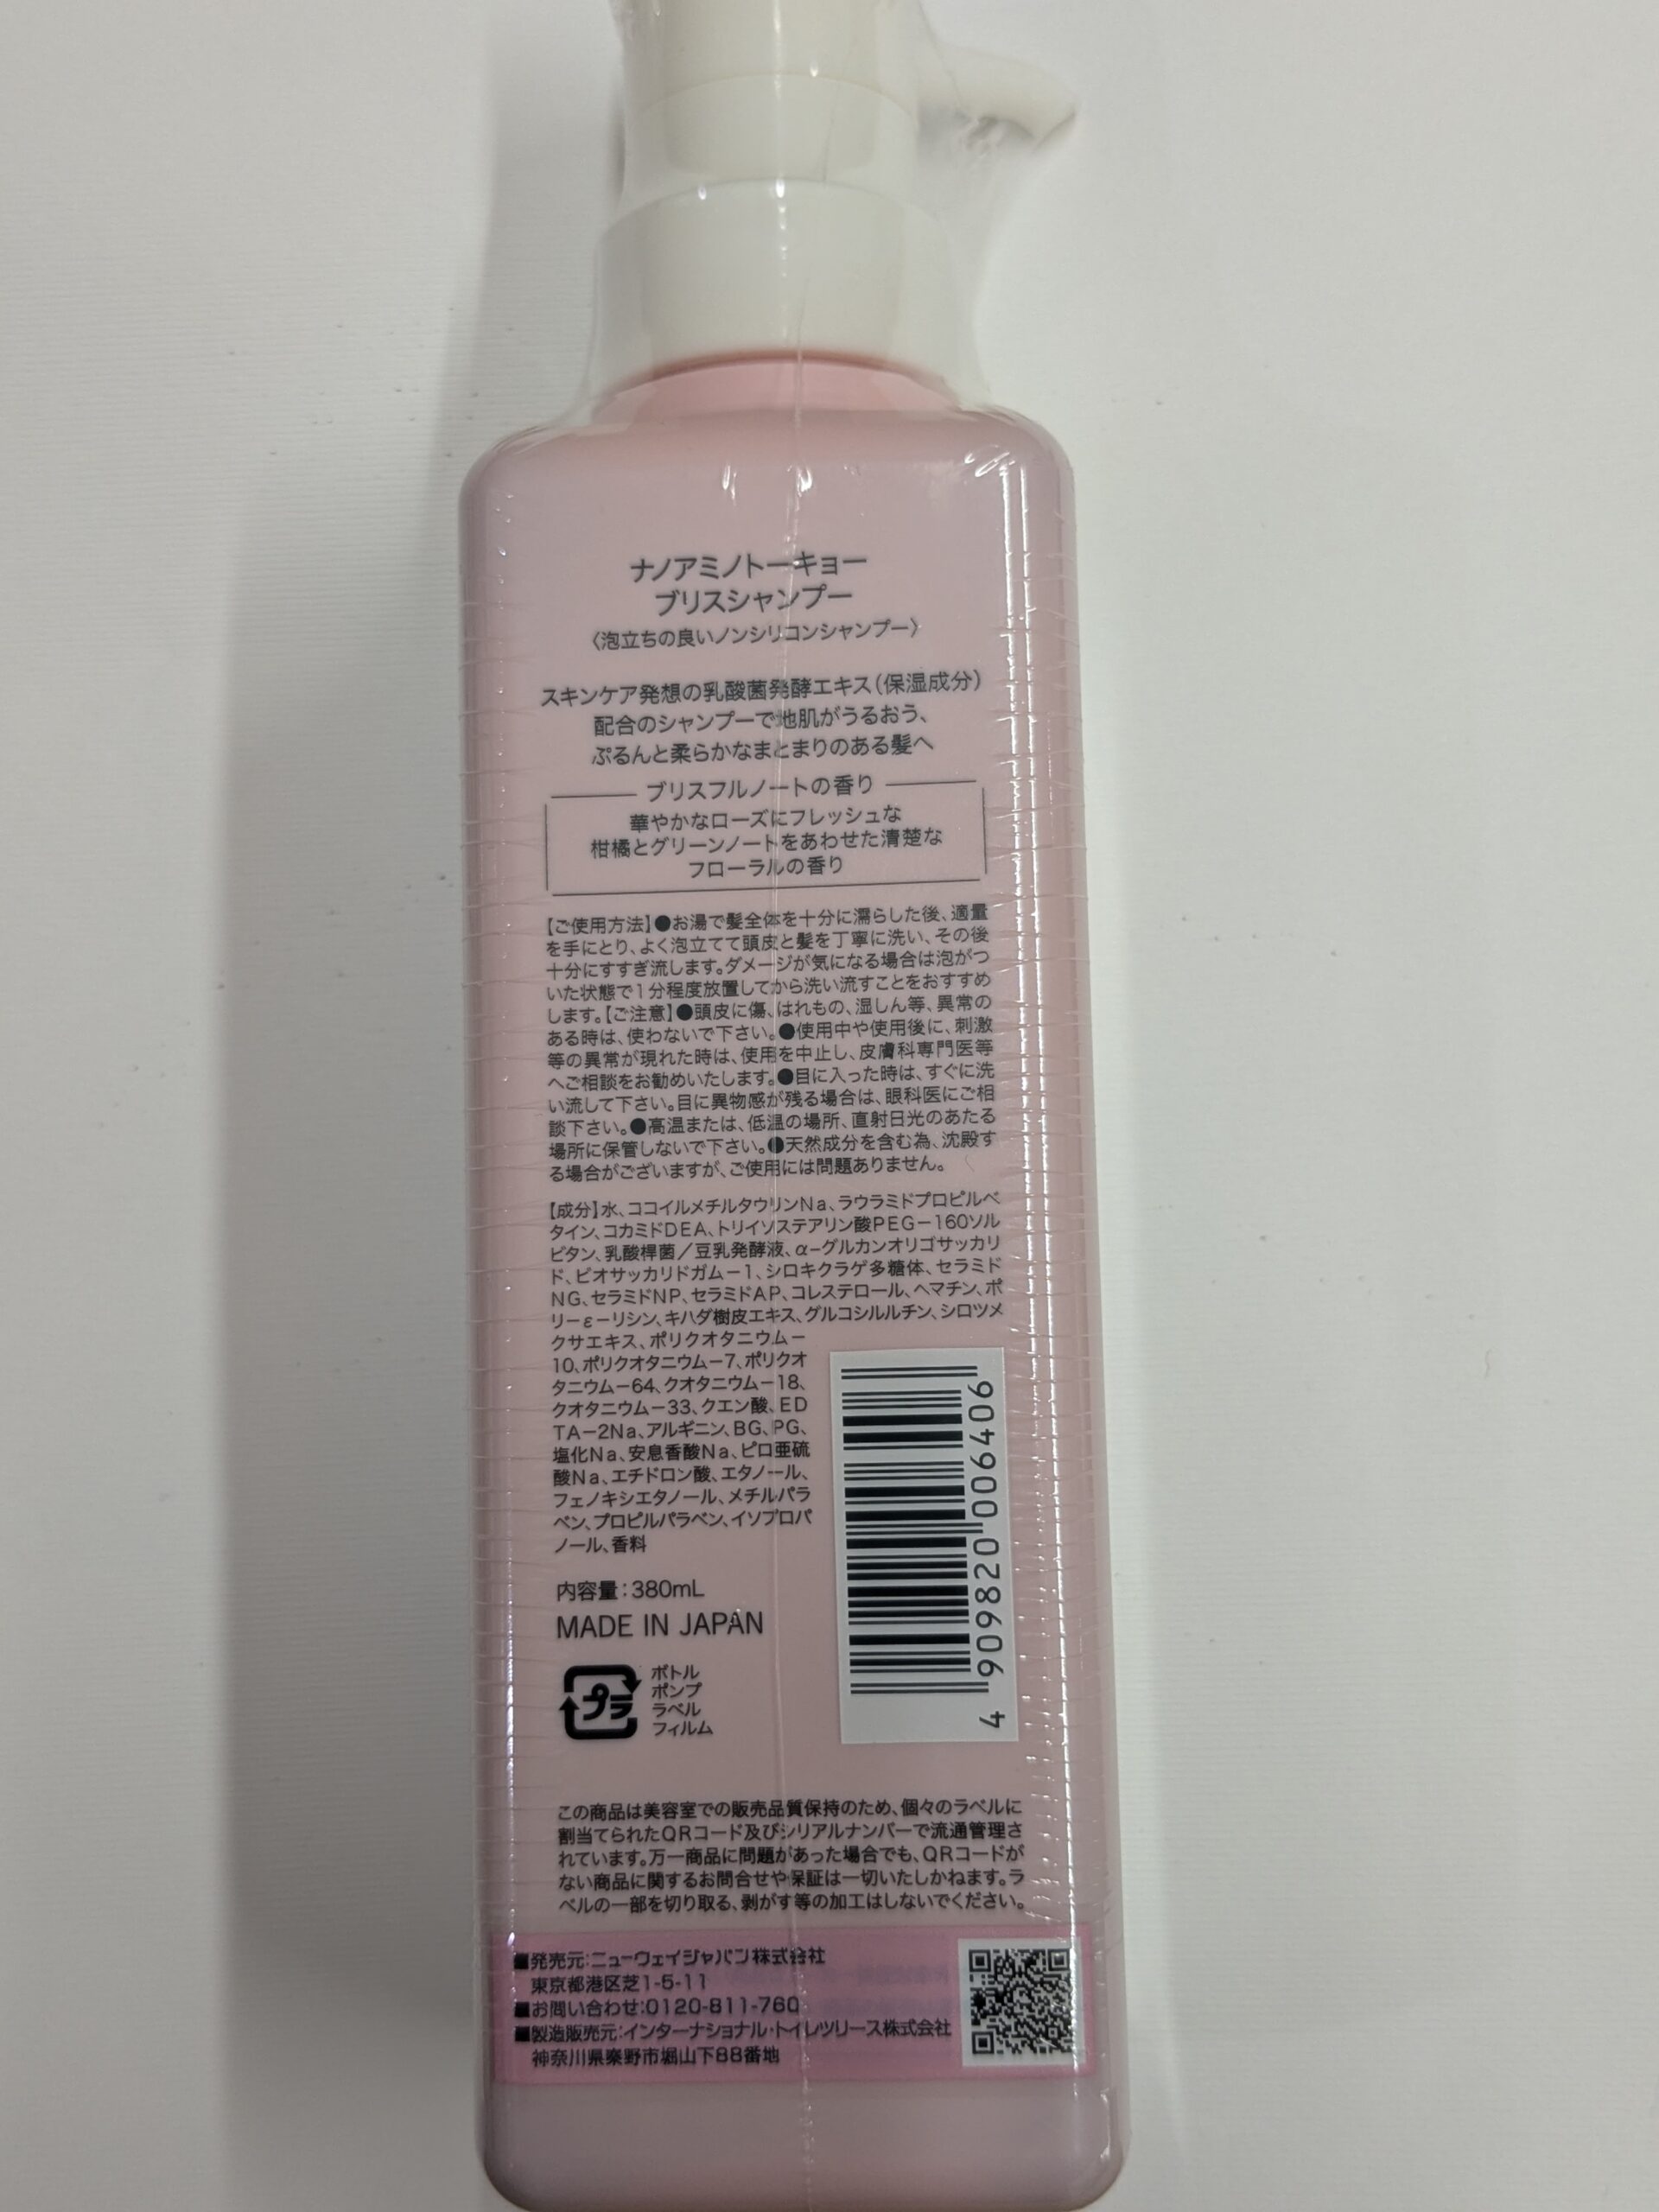 ナノアミノトーキョー
ブリスシャンプー
〈泡立ちの良いノンシリコンシャンプー〉
スキンケア発想の乳酸菌発酵エキス(保湿成分)
配合のシャンプーで地肌がうるおう、
ぷるんと柔らかなまとまりのある髪へ
ブリスフルノートの香り
華やかなローズにフレッシュな
柑橘とグリーンノートをあわせた清楚な
フローラルの香り
【ご使用方法】●お湯で髪全体を十分に濡らした後、適量
を手にとり、よく泡立てて頭皮と髪を丁寧に洗い、その後
十分にすすぎ流します。ダメージが気になる場合は泡がつ
いた状態で1分程度放置してから洗い流すことをおすすめ
します。【ご注意】●頭皮に傷、はれもの、湿しん等、異常の
ある時は、使わないで下さい。●使用中や使用後に、刺激
等の異常が現れた時は、使用を中止し、皮膚科専門医等
へご相談をお勧めいたします。●目に入った時は、すぐに洗
い流して下さい。目に異物感が残る場合は、眼科医にご相
談下さい。●高温または、低温の場所、直射日光のあたる
場所に保管しないで下さい。●天然成分を含む為、沈殿す
る場合がございますが、ご使用には問題ありません。
【成分】水、ココイルメチルタウリンNa、ラウラミドプロピルベ
タイン、コカミドDEA、トリイソステアリン酸PEG-160ソル
ビタン、乳酸桿菌/豆乳発酵液、α-グルカンオリゴサッカリ
ド、ビオサッカリドガム-1、シロキクラゲ多糖体、セラミド
NG、セラミドNP、セラミドAP、コレステロール、ヘマチン、ポ
リ-ε-リシン、キハダ樹皮エキス、グルコシルルチン、シロツメ
クサエキス、ポリクオタニウム-
10、ポリクオタニウム-7、ポリクオ
タニウム-64、クオタニウム-18、
クオタニウム-33、クエン酸、ED
TA-2Na、アルギニン、BG、PG、
塩化Na、安息香酸Na、ピロ亜硫
酸Na、エチドロン酸、エタノール、
フェノキシエタノール、メチルパラ
ベン、プロピルパラベン、イソプロパ
ノール、香料
4 909820 006406
内容量:380mL
MADE IN JAPAN
プラ
ボトル
ポンプ
ラベル
フィルム
この商品は美容室での販売品質保持のため、個々のラベルに
割当てられたQRコード及びシリアルナンバーで流通管理さ
れています。万一商品に問題があった場合でも、QRコードが
ない商品に関するお問合せや保証は一切いたしかねます。ラ
ベルの一部を切り取る、剥がす等の加工はしないでください。
■発売元:ニューウェイジャパン株式会社
東京都港区芝1-5-11
■お問い合わせ:0120-811-760
■製造販売元:インターナショナル・トイレツリース株式会社
神奈川県秦野市堀山下88番地